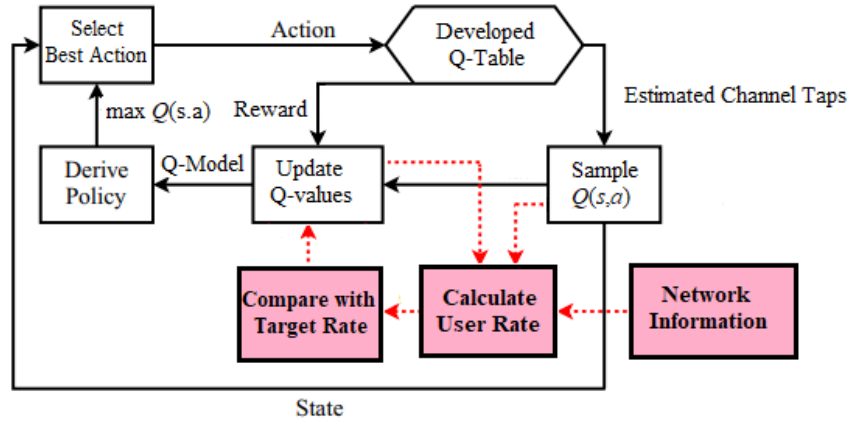 Select
Best Action
Action
Developed
Q-Table
max Q(s.a)
Reward
Estimated Channel Taps
Derive
Policy
Q-Model
Update
Q-values
Sample
Q(s,a)
Compare with
Target Rate
Calculate
User Rate
Network
Information
State